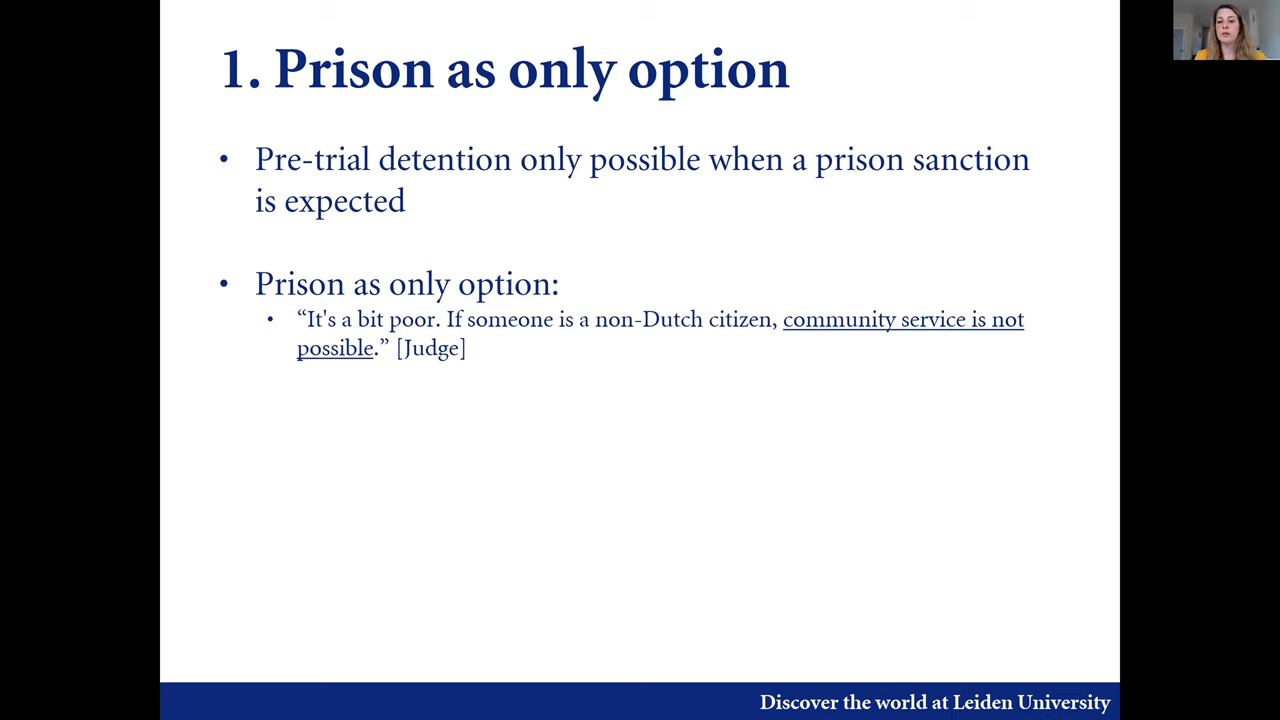 1. Prison as only option
• Pre-trial detention only possible when a prison sanction
is expected
• Prison as only option:
• “It's a bit poor. If someone is a non-Dutch citizen, community service is not
possible.” [Judge]
Discover the world at Leiden University